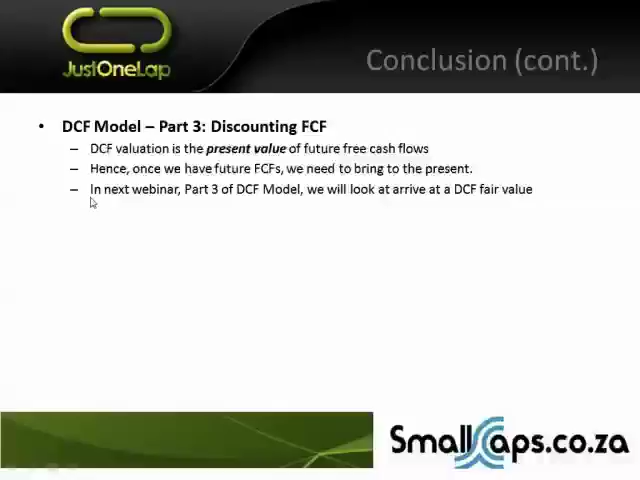 JustOneLap
Conclusion (cont.)
• DCF Model – Part 3: Discounting FCF
– DCF valuation is the present value of future free cash flows
– Hence, once we have future FCFs, we need to bring to the present.
– In next webinar, Part 3 of DCF Model, we will look at arrive at a DCF fair value
SmallCaps.co.za